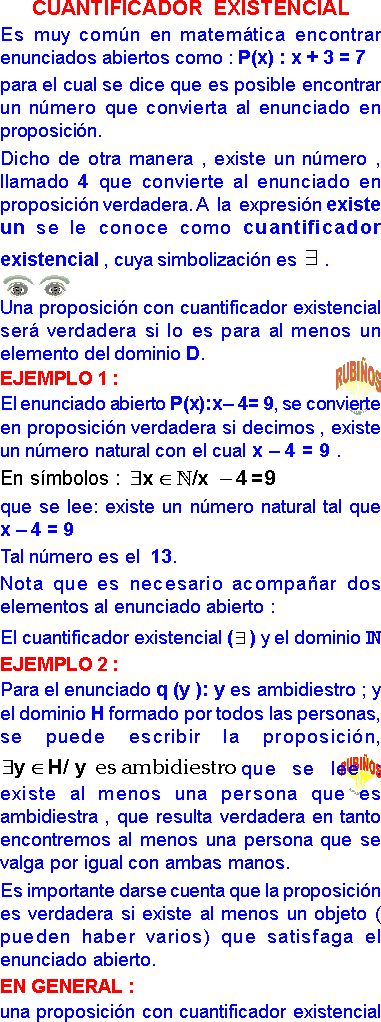 CUANTIFICADOR EXISTENCIAL
Es muy común en matemática encontrar
enunciados abiertos como : P(x) : x + 3 = 7
para el cual se dice que es posible encontrar
un número que convierta al enunciado en
proposición.
Dicho de otra manera , existe un número ,
llamado 4 que convierte al enunciado en
proposición verdadera. A la expresión existe
un se le conoce como cuantificador
existencial , cuya simbolización es ∃ .
Una proposición con cuantificador existencial
será verdadera si lo es para al menos un
elemento del dominio D.
RUBIÑOS
EJEMPLO 1 :
El enunciado abierto P(x):x– 4= 9, se convierte
en proposición verdadera si decimos , existe
un número natural con el cual x – 4 = 9 .
En símbolos : ∃x ∈ ℕ/x – 4 =9
que se lee: existe un número natural tal que
x – 4 = 9
Tal número es el 13.
Nota que es necesario acompañar dos
elementos al enunciado abierto :
El cuantificador existencial (∃ ) y el dominio ℕ
EJEMPLO 2 :
Para el enunciado q (y ): y es ambidiestro ; y
el dominio H formado por todos las personas,
se puede escribir la proposición,
∃y ∈ H/ y es ambidiestro que se lee
RUBIÑOS
existe al menos una persona que es
ambidiestra , que resulta verdadera en tanto
encontremos al menos una persona que se
valga por igual con ambas manos.
Es importante darse cuenta que la proposición
es verdadera si existe al menos un objeto (
pueden haber varios) que satisfaga el
enunciado abierto.
EN GENERAL :
una proposición con cuantificador existencial